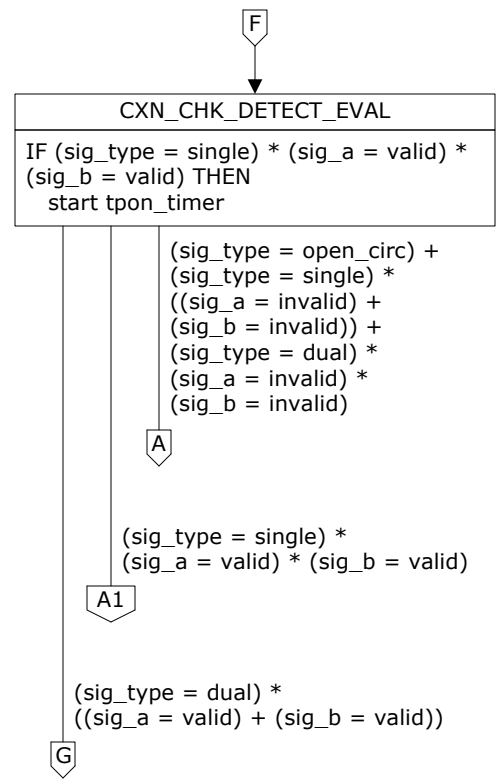 F
CXN_CHK_DETECT_EVAL
IF (sig_type = single) * (sig_a = valid) *
(sig_b = valid) THEN
start tpon_timer
(sig_type = open_circ) +
(sig_type = single) *
((sig_a = invalid) +
(sig_b = invalid)) +
(sig_type = dual) *
(sig_a = invalid) *
(sig_b = invalid)
A
(sig_type = single) *
(sig_a = valid) * (sig_b = valid)
A1
(sig_type = dual) *
((sig_a = valid) + (sig_b = valid))
G